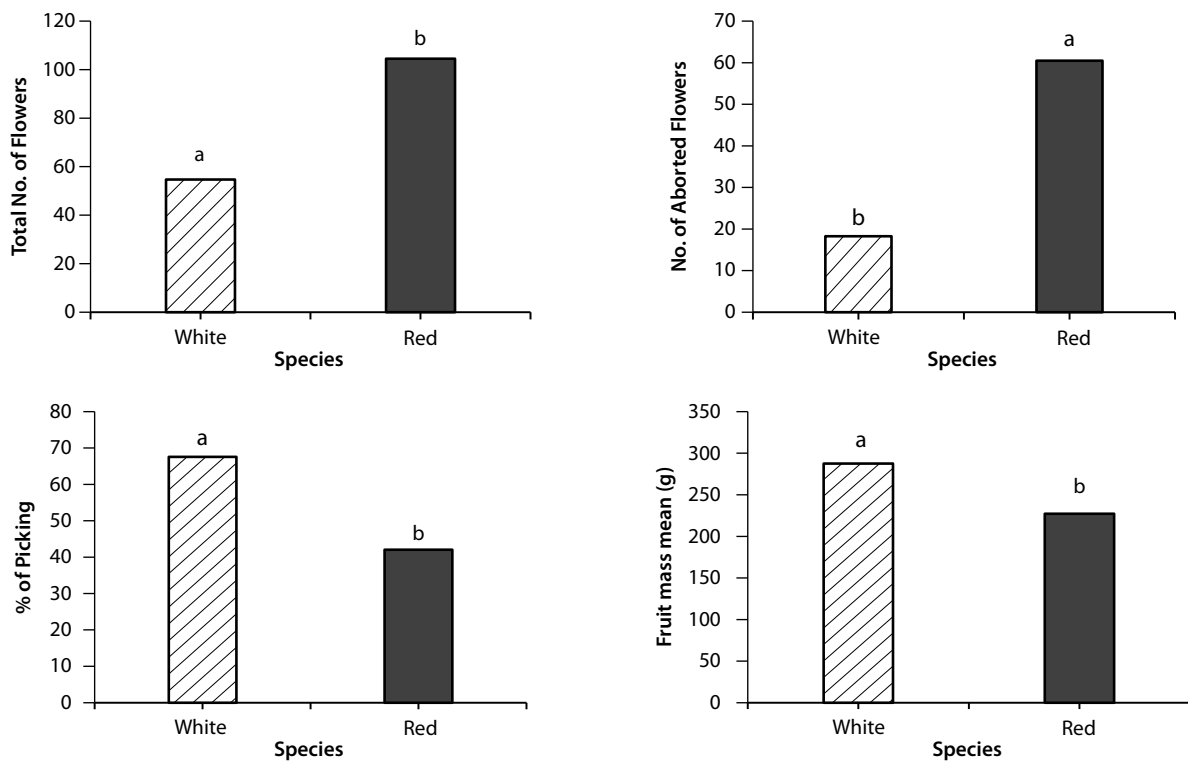 Total No. of Flowers
120
100
80
60
40
20
0
a
b
White
Red
Species
No. of Aborted Flowers
70
60
50
40
30
20
10
0
b
a
White
Red
Species
% of Picking
80
70
60
50
40
30
20
10
0
a
b
White
Red
Species
Fruit mass mean (g)
350
300
250
200
150
100
50
0
a
b
White
Red
Species